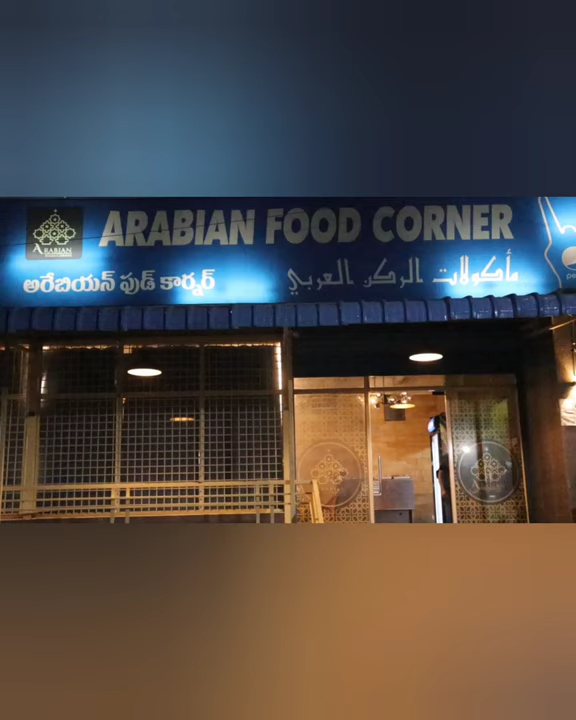 ARABIAN FOOD CORNER
ARABIAN
అరేబియన్ ఫుడ్ కార్నర్
مأكولات الركن العربي